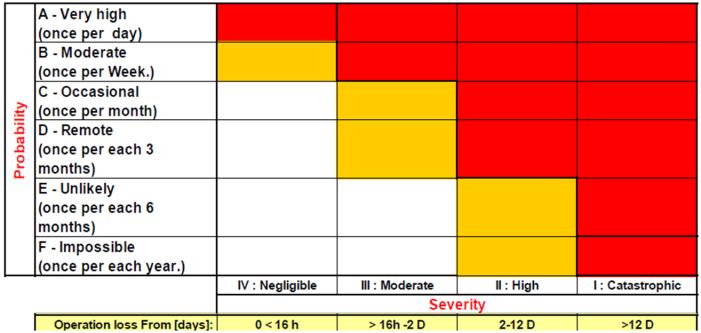 Probability
A - Very high
(once per day)
B - Moderate
(once per Week.)
C - Occasional
(once per month)
D - Remote
(once per each 3
months)
E - Unlikely
(once per each 6
months)
F - Impossible
(once per each year.)
IV : Negligible
III : Moderate
II : High
I : Catastrophic
Severity
Operation loss From [days]:
0 < 16 h
> 16h -2 D
2-12 D
>12 D